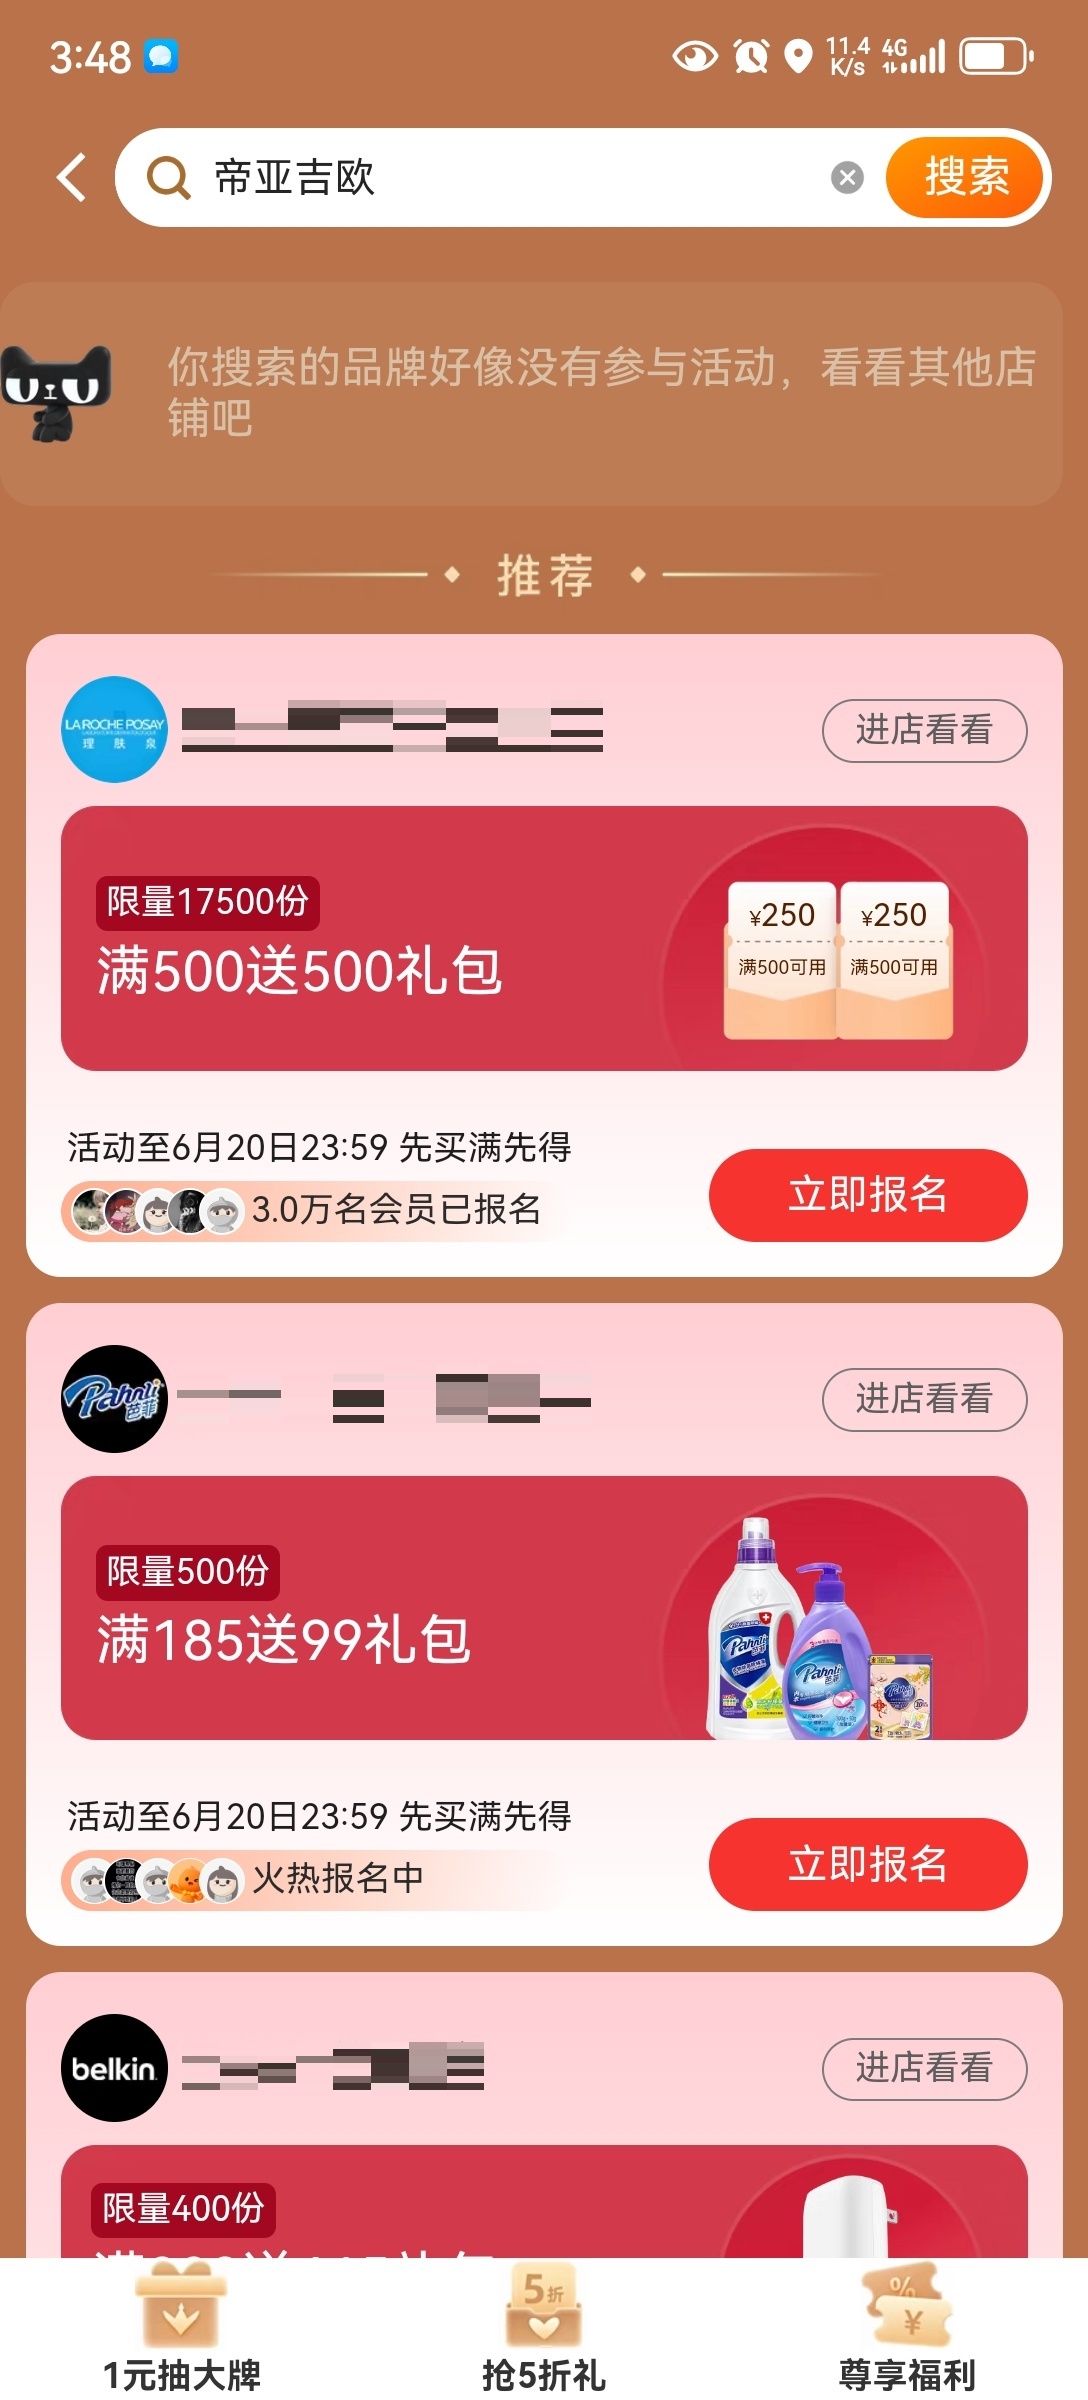 3:48
11.4
K/s
4G
帝亚吉欧
搜索
你搜索的品牌好像没有参与活动，看看其他店
铺吧
推荐
LA ROCHE POSAY
理肤泉
进店看看
限量17500份
满500送500礼包
¥250 ¥250
满500可用 满500可用
活动至6月20日23:59 先买满先得
3.0万名会员已报名
立即报名
Pahnli
芭菲
进店看看
限量500份
满185送99礼包
Pahnli
芭菲
Pahnli
芭菲
活动至6月20日23:59 先买满先得
火热报名中
立即报名
belkin
进店看看
限量400份
5折
%
¥
1元抽大牌
抢5折礼
尊享福利